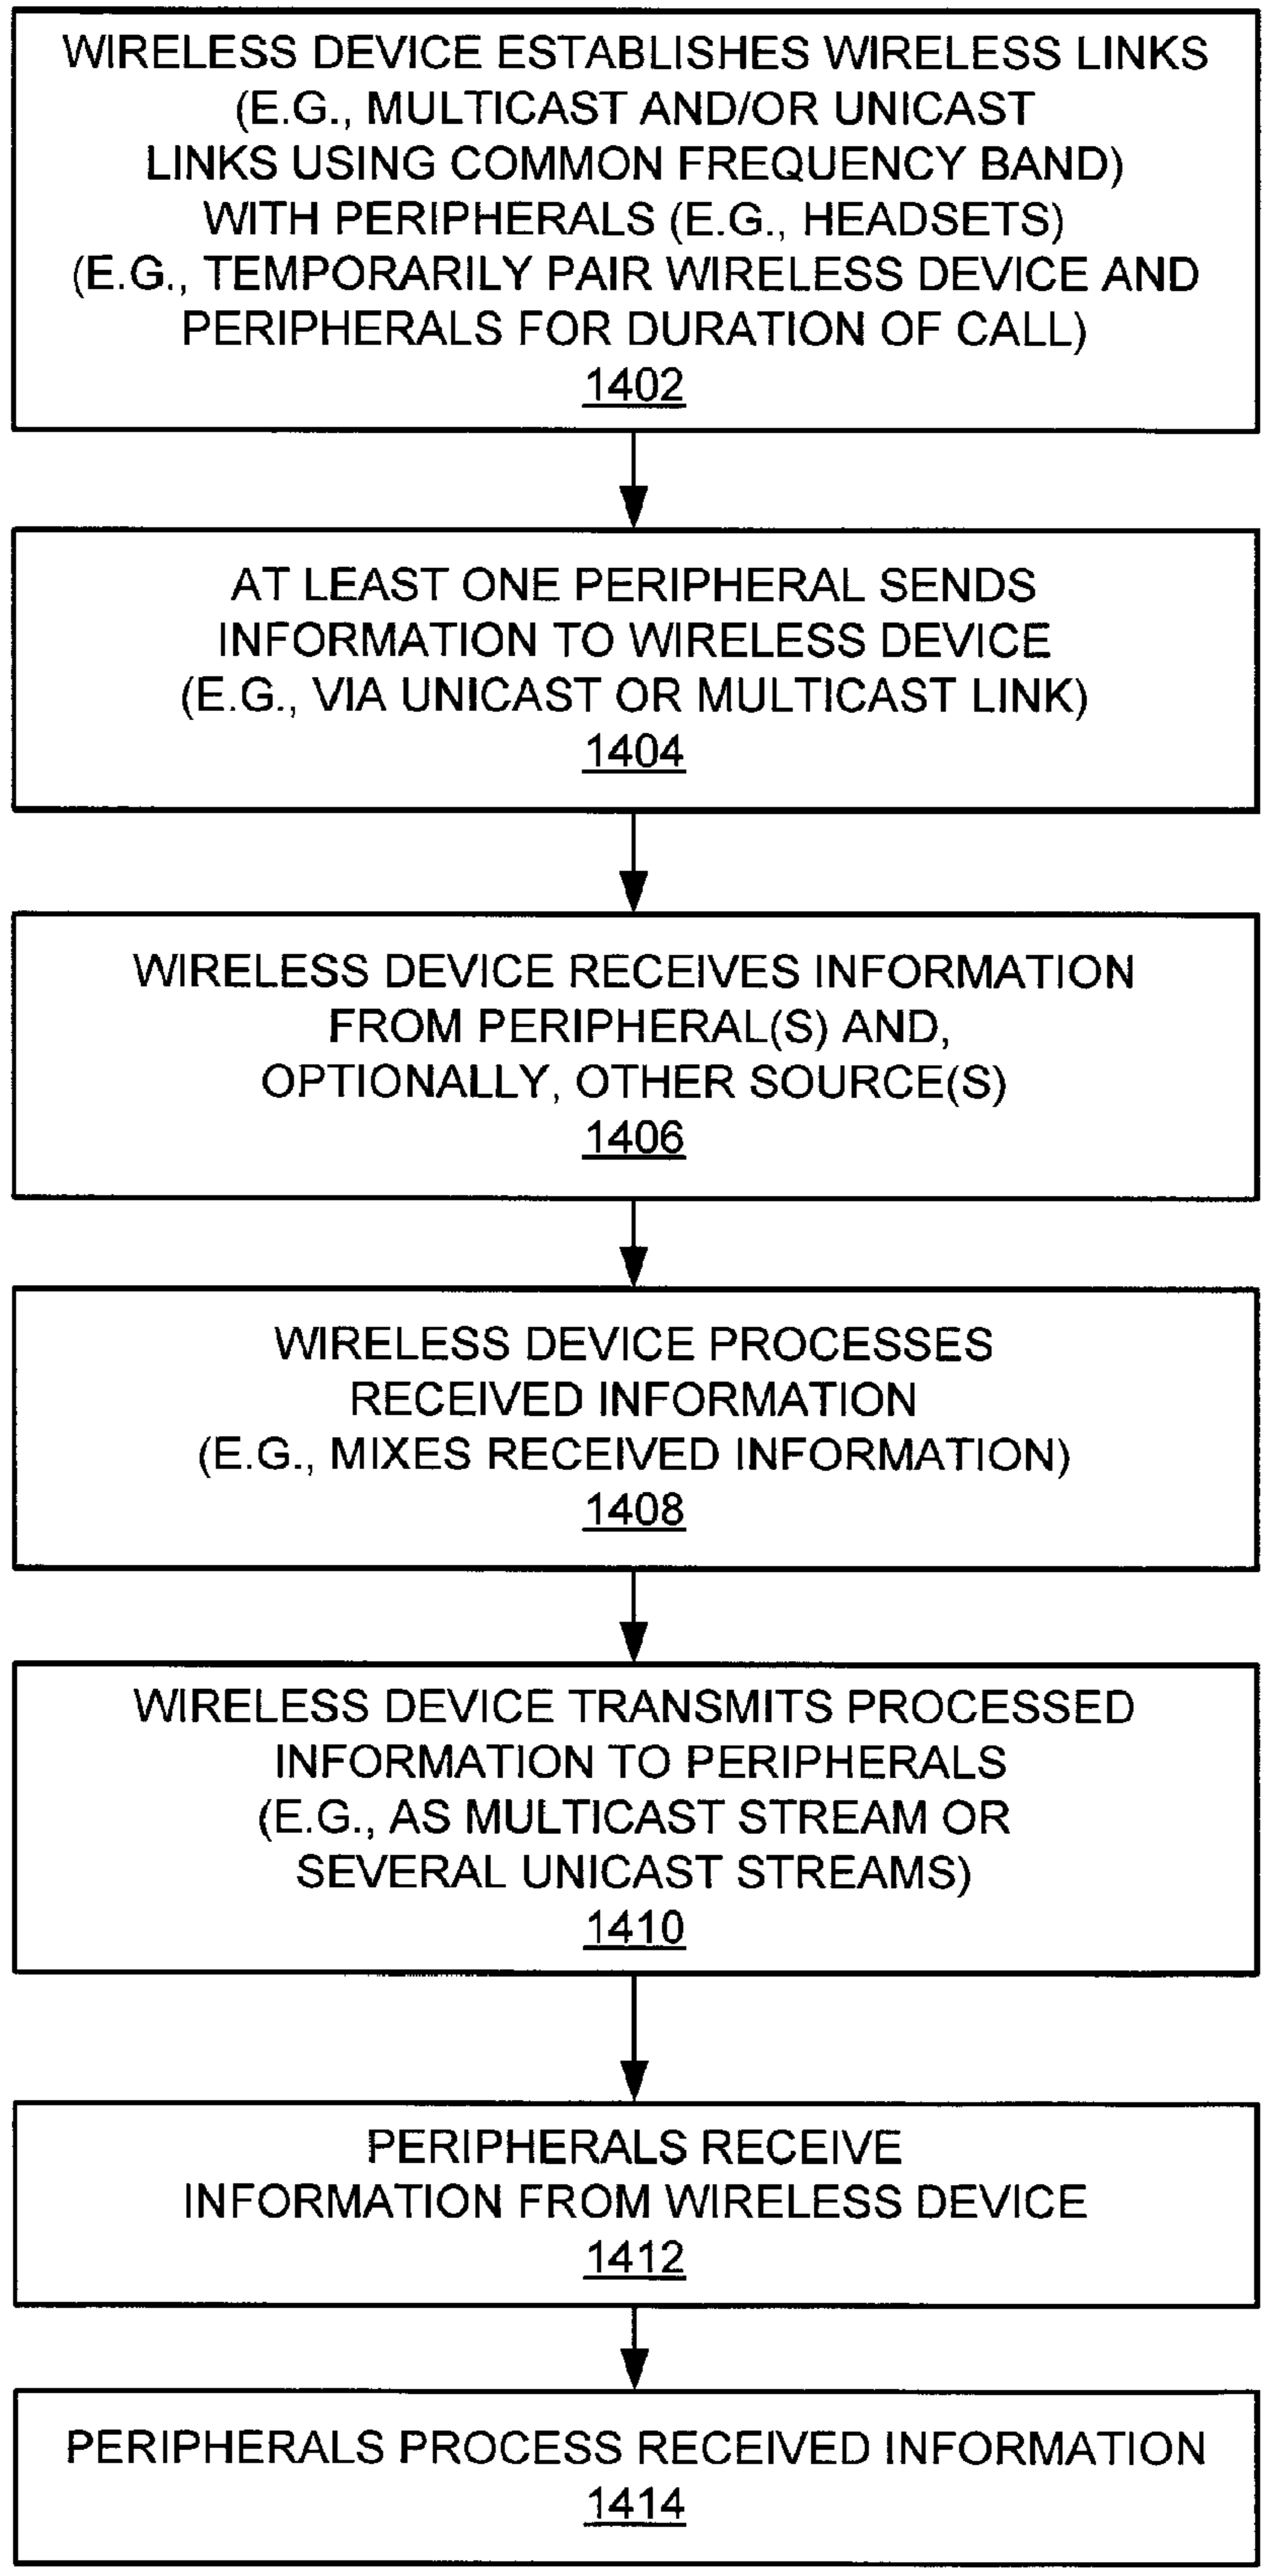 WIRELESS DEVICE ESTABLISHES WIRELESS LINKS
(E.G., MULTICAST AND/OR UNICAST
LINKS USING COMMON FREQUENCY BAND)
WITH PERIPHERALS (E.G., HEADSETS)
(E.G., TEMPORARILY PAIR WIRELESS DEVICE AND
PERIPHERALS FOR DURATION OF CALL)
1402
AT LEAST ONE PERIPHERAL SENDS
INFORMATION TO WIRELESS DEVICE
(E.G., VIA UNICAST OR MULTICAST LINK)
1404
WIRELESS DEVICE RECEIVES INFORMATION
FROM PERIPHERAL(S) AND,
OPTIONALLY, OTHER SOURCE(S)
1406
WIRELESS DEVICE PROCESSES
RECEIVED INFORMATION
(E.G., MIXES RECEIVED INFORMATION)
1408
WIRELESS DEVICE TRANSMITS PROCESSED
INFORMATION TO PERIPHERALS
(E.G., AS MULTICAST STREAM OR
SEVERAL UNICAST STREAMS)
1410
PERIPHERALS RECEIVE
INFORMATION FROM WIRELESS DEVICE
1412
PERIPHERALS PROCESS RECEIVED INFORMATION
1414